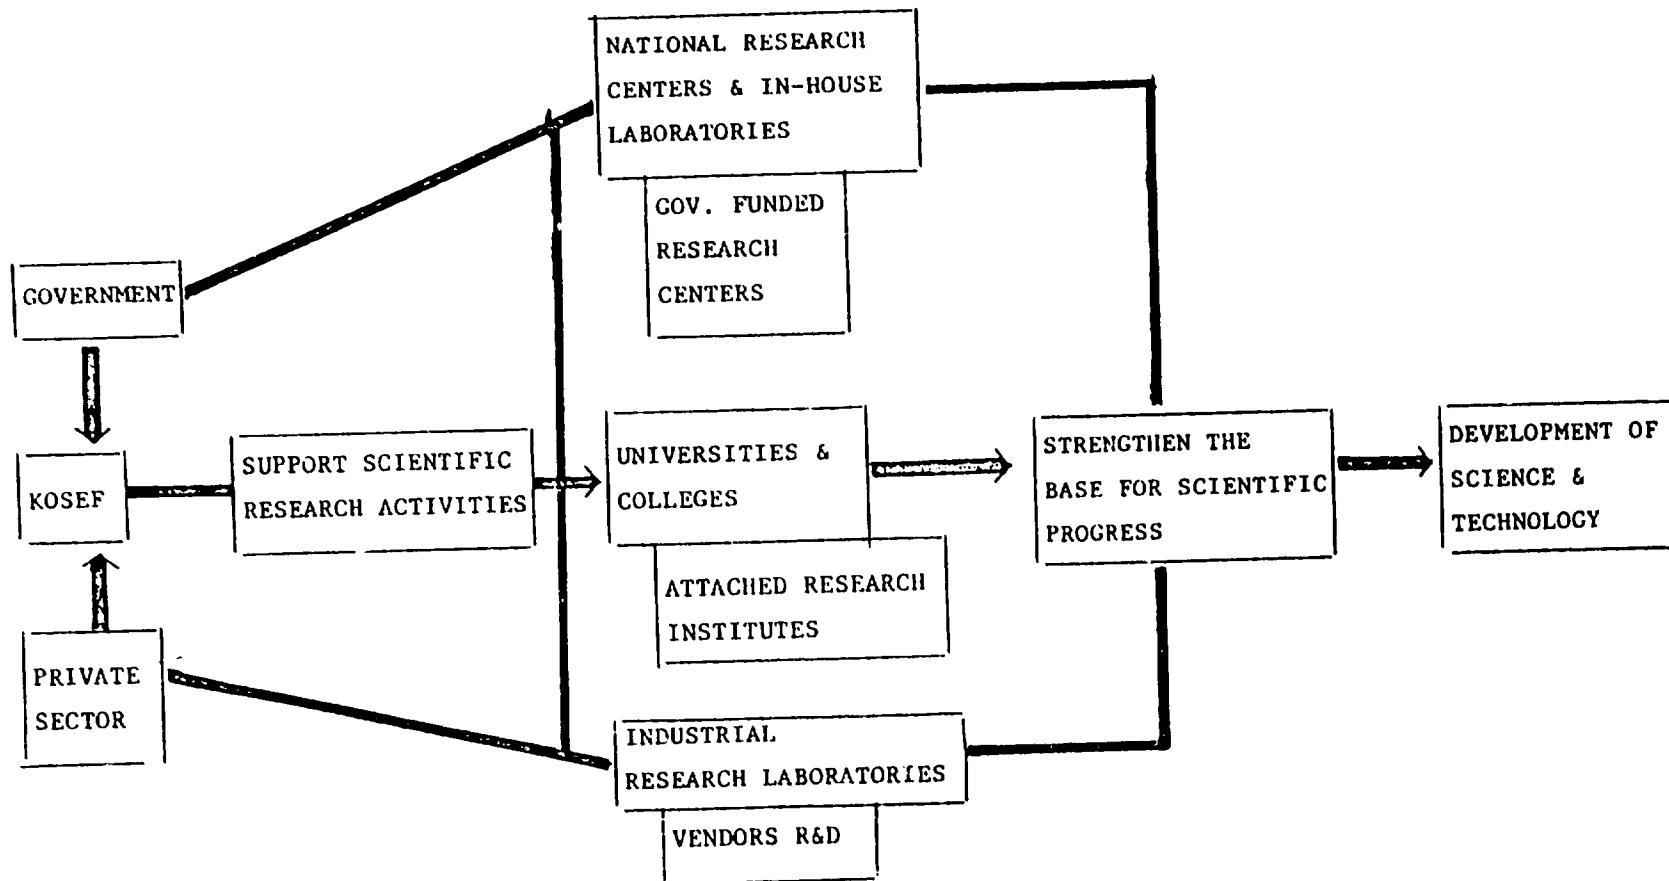 NATIONAL RESEARCH
CENTERS & IN-HOUSE
LABORATORIES
GOV. FUNDED
RESEARCH
CENTERS
GOVERNMENT
KOSEF
SUPPORT SCIENTIFIC
RESEARCH ACTIVITIES
UNIVERSITIES &
COLLEGES
ATTACHED RESEARCH
INSTITUTES
STRENGTHEN THE
BASE FOR SCIENTIFIC
PROGRESS
DEVELOPMENT OF
SCIENCE &
TECHNOLOGY
PRIVATE
SECTOR
INDUSTRIAL
RESEARCH LABORATORIES
VENDORS R&D